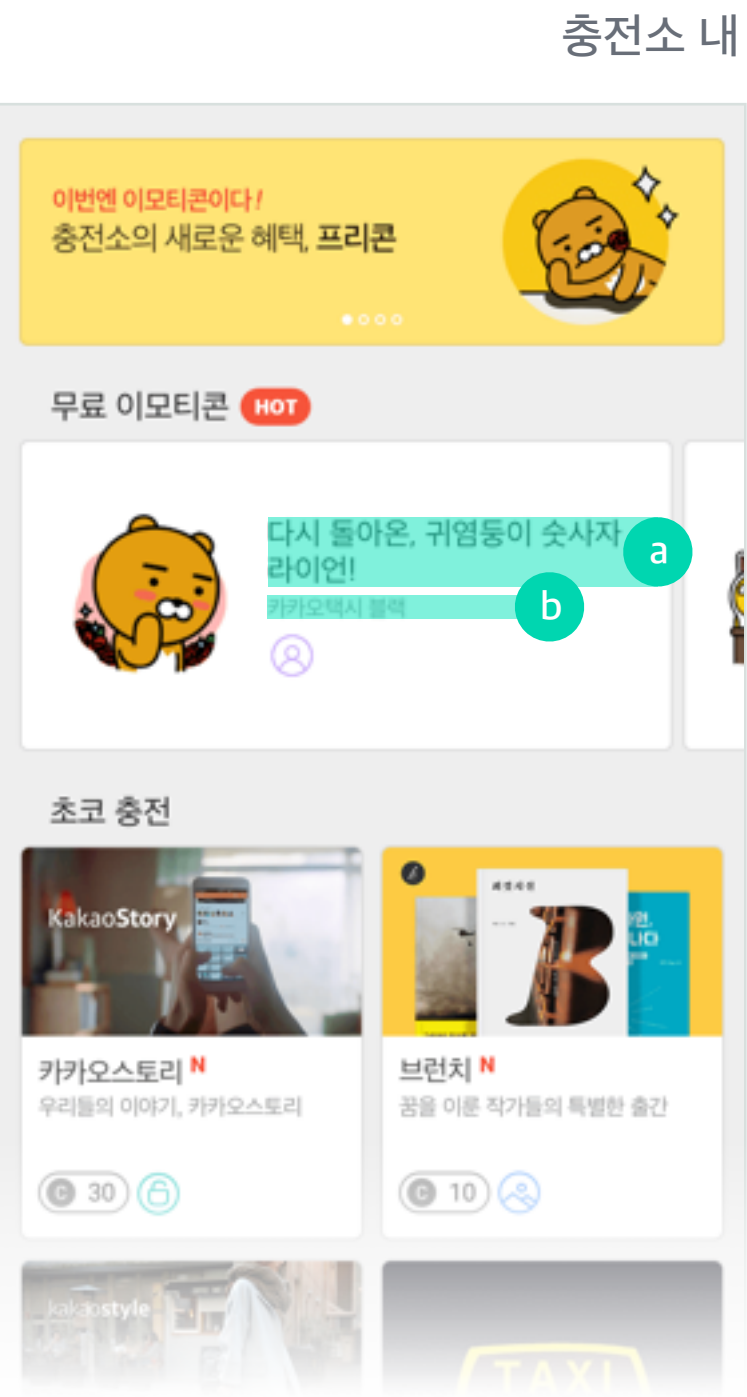 충전소 내
이번엔 이모티콘이다!
충전소의 새로운 혜택, 프리콘
무료 이모티콘 HOT
다시 돌아온, 귀염둥이 숫사자
라이언!
a
카카오택시 블랙
b
초코 충전
KakaoStory
카카오스토리 N
우리들의 이야기, 카카오스토리
C 30
브런치 N
꿈을 이룬 작가들의 특별한 출간
C 10
kakaostyle
TAXI